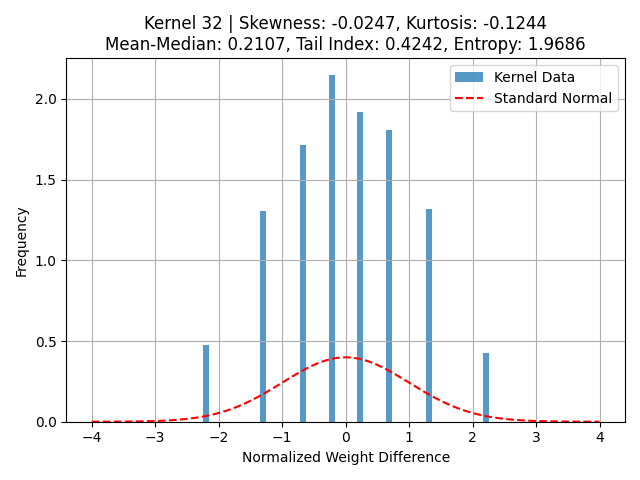 Kernel 32 | Skewness: -0.0247, Kurtosis: -0.1244
Mean-Median: 0.2107, Tail Index: 0.4242, Entropy: 1.9686
Kernel Data
Standard Normal
Frequency
2.0
1.5
1.0
0.5
0.0
−4 −3 −2 −1 0 1 2 3 4
Normalized Weight Difference